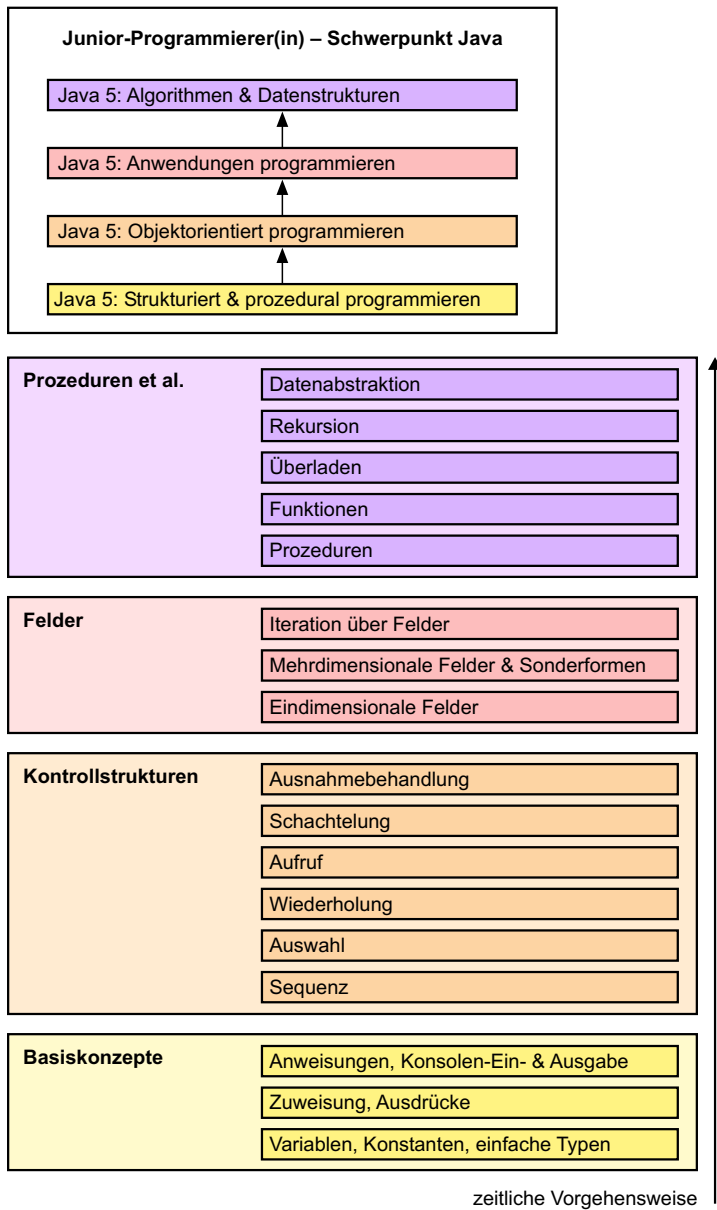 Junior-Programmierer(in) – Schwerpunkt Java
Java 5: Algorithmen & Datenstrukturen
Java 5: Anwendungen programmieren
Java 5: Objektorientiert programmieren
Java 5: Strukturiert & prozedural programmieren
Prozeduren et al.
Datenabstraktion
Rekursion
Überladen
Funktionen
Prozeduren
Felder
Iteration über Felder
Mehrdimensionale Felder & Sonderformen
Eindimensionale Felder
Kontrollstrukturen
Ausnahmebehandlung
Schachtelung
Aufruf
Wiederholung
Auswahl
Sequenz
Basiskonzepte
Anweisungen, Konsolen-Ein- & Ausgabe
Zuweisung, Ausdrücke
Variablen, Konstanten, einfache Typen
zeitliche Vorgehensweise